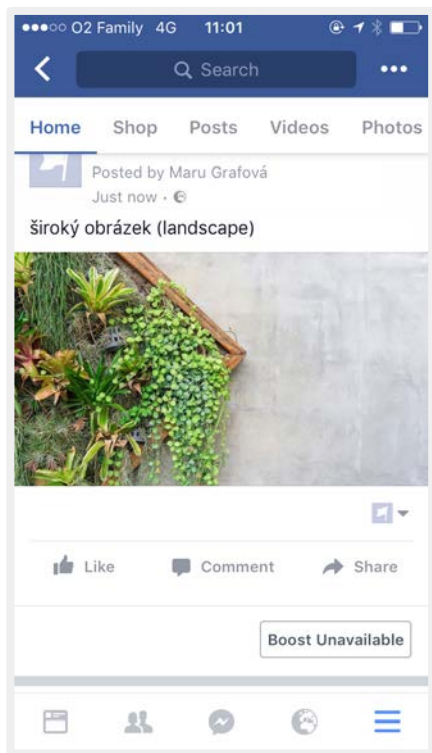 O2 Family 4G 11:01
Search
Home Shop Posts Videos Photos
Posted by Maru Grafová
Just now ·
široký obrázek (landscape)
Like Comment Share
Boost Unavailable